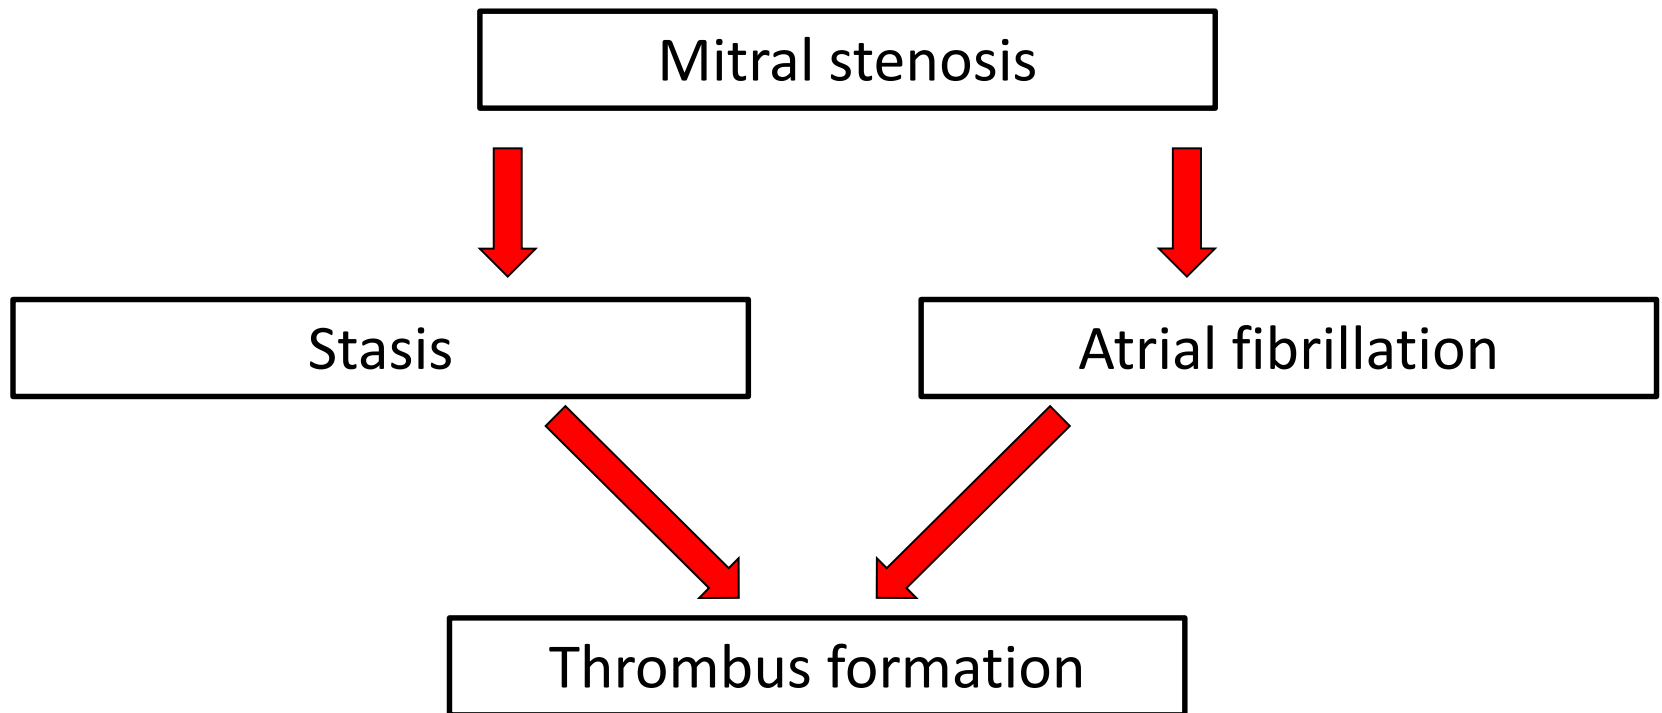 Mitral stenosis
Stasis
Atrial fibrillation
Thrombus formation